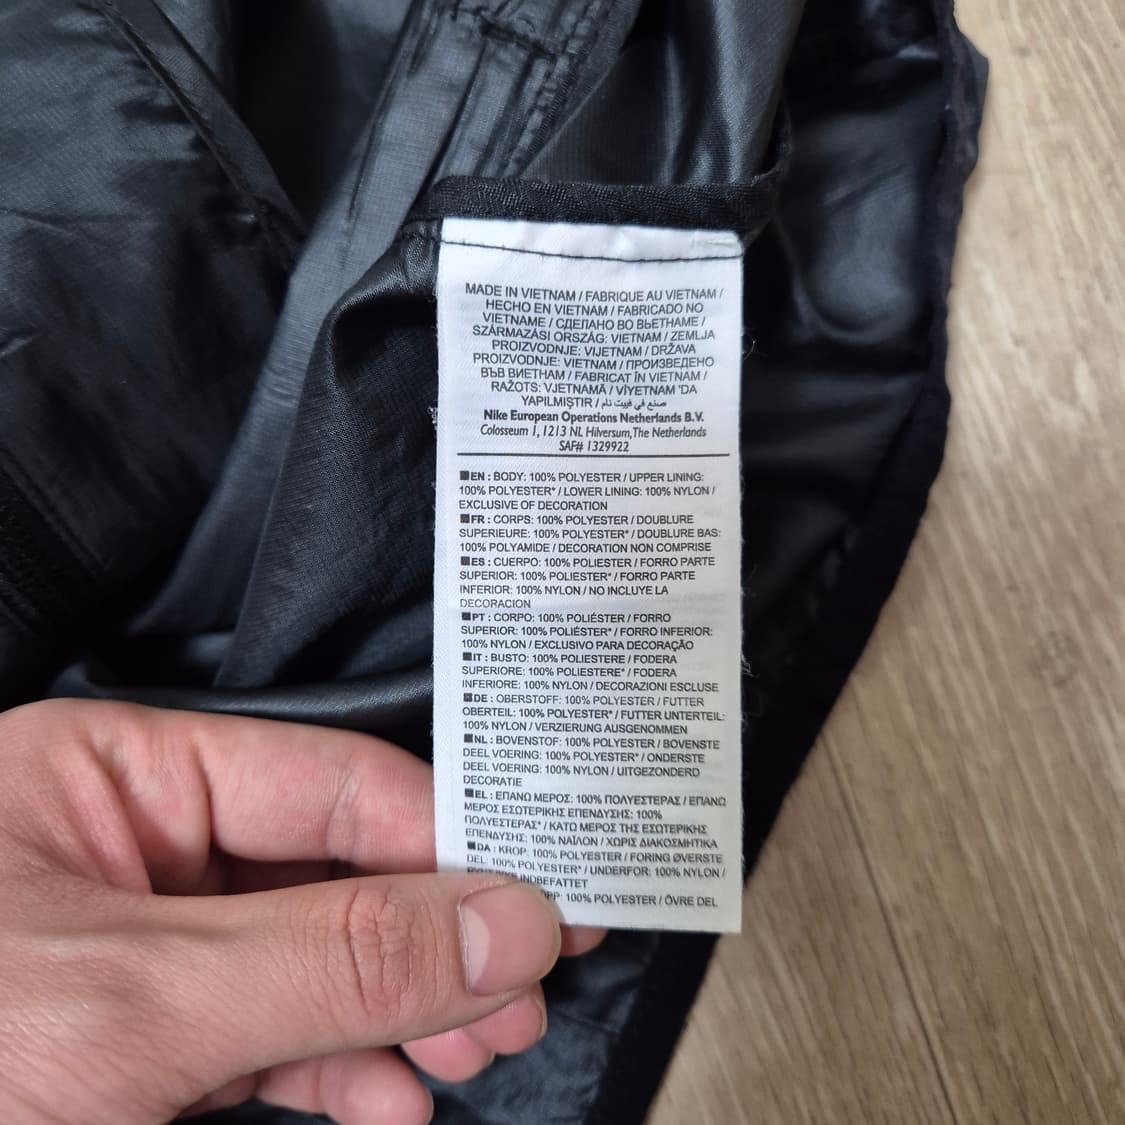 MADE IN VIETNAM / FABRIQUE AU VIETNAM /
HECHO EN VIETNAM / FABRICADO NO
VIETNAME / СДЕЛАНО ВО ВЬЕТНАМЕ /
SZÁRMAZÁSI ORSZÁG: VIETNAM / ZEMLJA
PROIZVODNJE: VIJETNAM / DRŽAVA
PROIZVODNJE: VIETNAM / ПРОИЗВЕДЕНО
ВЪВ ВИЕТНАМ / FABRICAT ÎN VIETNAM /
RAŽOTS: VJETNAMĀ / VİYETNAM 'DA
YAPILMIŞTIR / صنع في فييت نام
Nike European Operations Netherlands B.V.
Colosseum 1, 1213 NL Hilversum, The Netherlands
SAF# 1329922
EN : BODY: 100% POLYESTER / UPPER LINING:
100% POLYESTER* / LOWER LINING: 100% NYLON /
EXCLUSIVE OF DECORATION
FR : CORPS: 100% POLYESTER / DOUBLURE
SUPERIEURE: 100% POLYESTER* / DOUBLURE BAS:
100% POLYAMIDE / DECORATION NON COMPRISE
ES : CUERPO: 100% POLIESTER / FORRO PARTE
SUPERIOR: 100% POLIESTER* / FORRO PARTE
INFERIOR: 100% NYLON / NO INCLUYE LA
DECORACION
PT : CORPO: 100% POLIÉSTER / FORRO
SUPERIOR: 100% POLIÉSTER* / FORRO INFERIOR:
100% NYLON / EXCLUSIVO PARA DECORAÇÃO
IT : BUSTO: 100% POLIESTERE / FODERA
SUPERIORE: 100% POLIESTERE* / FODERA
INFERIORE: 100% NYLON / DECORAZIONI ESCLUSE
DE : OBERSTOFF: 100% POLYESTER / FUTTER
OBERTEIL: 100% POLYESTER* / FUTTER UNTERTEIL:
100% NYLON / VERZIERUNG AUSGENOMMEN
NL : BOVENSTOF: 100% POLYESTER / BOVENSTE
DEEL VOERING: 100% POLYESTER* / ONDERSTE
DEEL VOERING: 100% NYLON / UITGEZONDERD
DECORATIE
EL : ΕΠΑΝΩ ΜΕΡΟΣ: 100% ΠΟΛΥΕΣΤΕΡΑΣ / ΕΠΑΝΩ
ΜΕΡΟΣ ΕΣΩΤΕΡΙΚΗΣ ΕΠΕΝΔΥΣΗΣ: 100%
ΠΟΛΥΕΣΤΕΡΑΣ* / ΚΑΤΩ ΜΕΡΟΣ ΤΗΣ ΕΣΩΤΕΡΙΚΗΣ
ΕΠΕΝΔΥΣΗΣ: 100% ΝΑΪΛΟΝ / ΧΩΡΙΣ ΔΙΑΚΟΣΜΗΤΙΚΑ
DA : KROP: 100% POLYESTER / FORING ØVERSTE
DEL: 100% POLYESTER* / UNDERFOR: 100% NYLON /
INDBEFATTET
100% POLYESTER / ÖVRE DEL